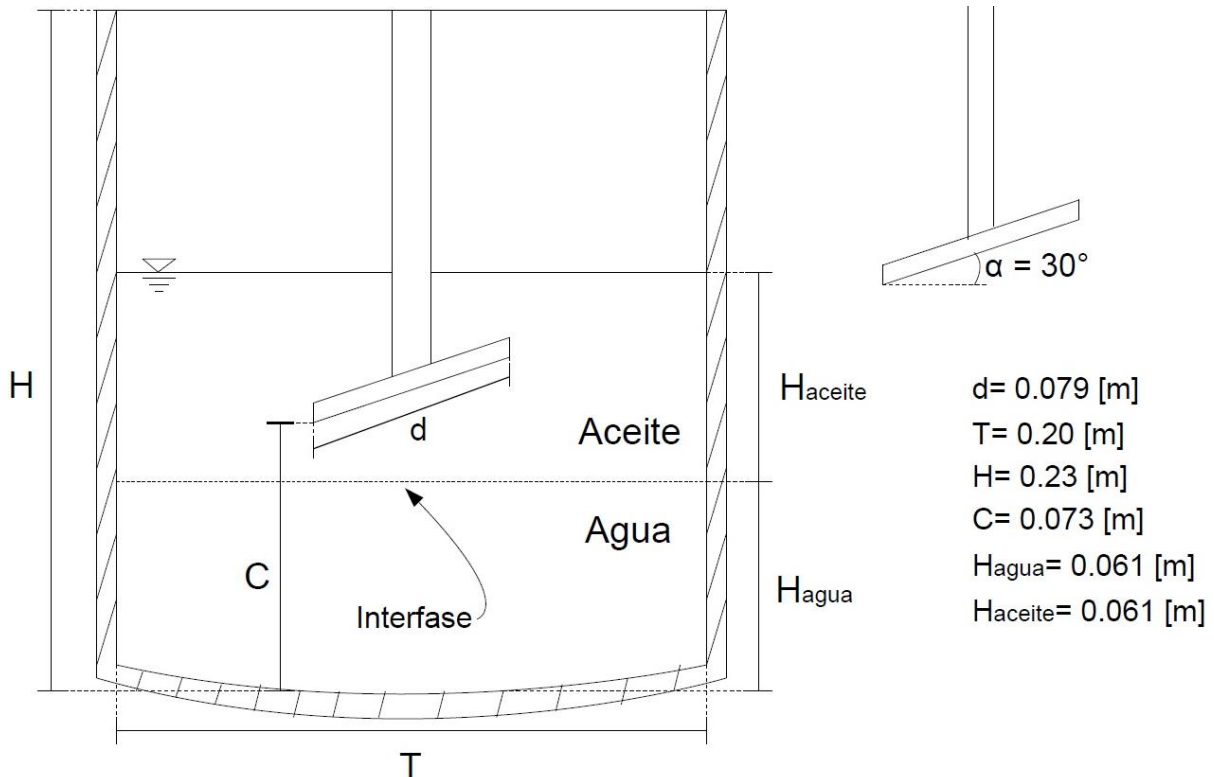 H
C
T
d
Aceite
Agua
Interfase
Haceite
Hagua
α = 30°
d= 0.079 [m]
T= 0.20 [m]
H= 0.23 [m]
C= 0.073 [m]
Hagua= 0.061 [m]
Haceite= 0.061 [m]